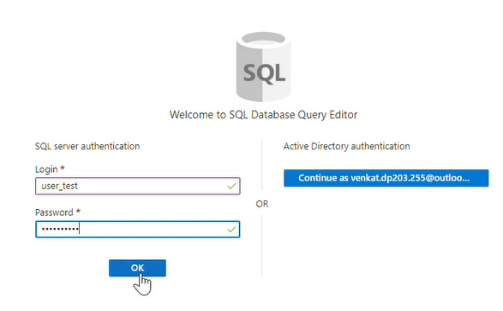 SQL
Welcome to SQL Database Query Editor
SQL server authentication
Login *
user_test
Password *
••••••••••
OK
OR
Active Directory authentication
Continue as venkat.dp203.255@outloo...